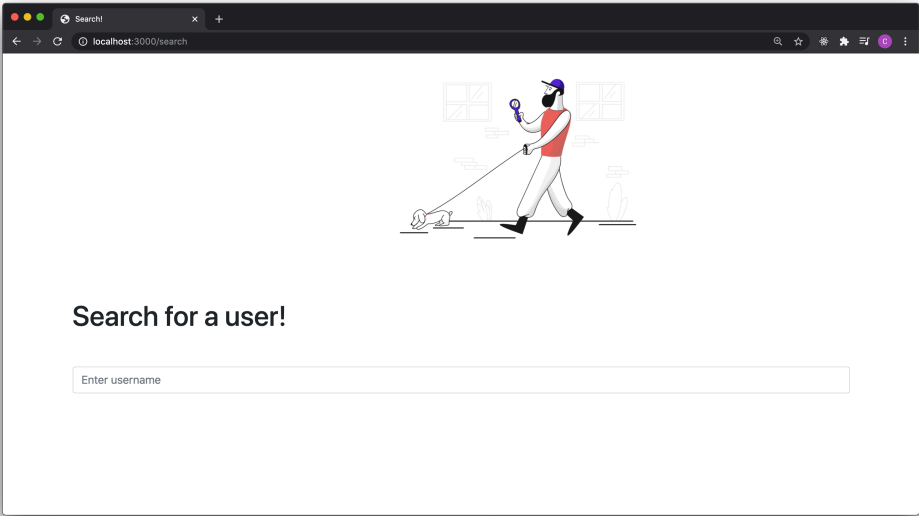 Search!
localhost:3000/search
C
Search for a user!
Enter username